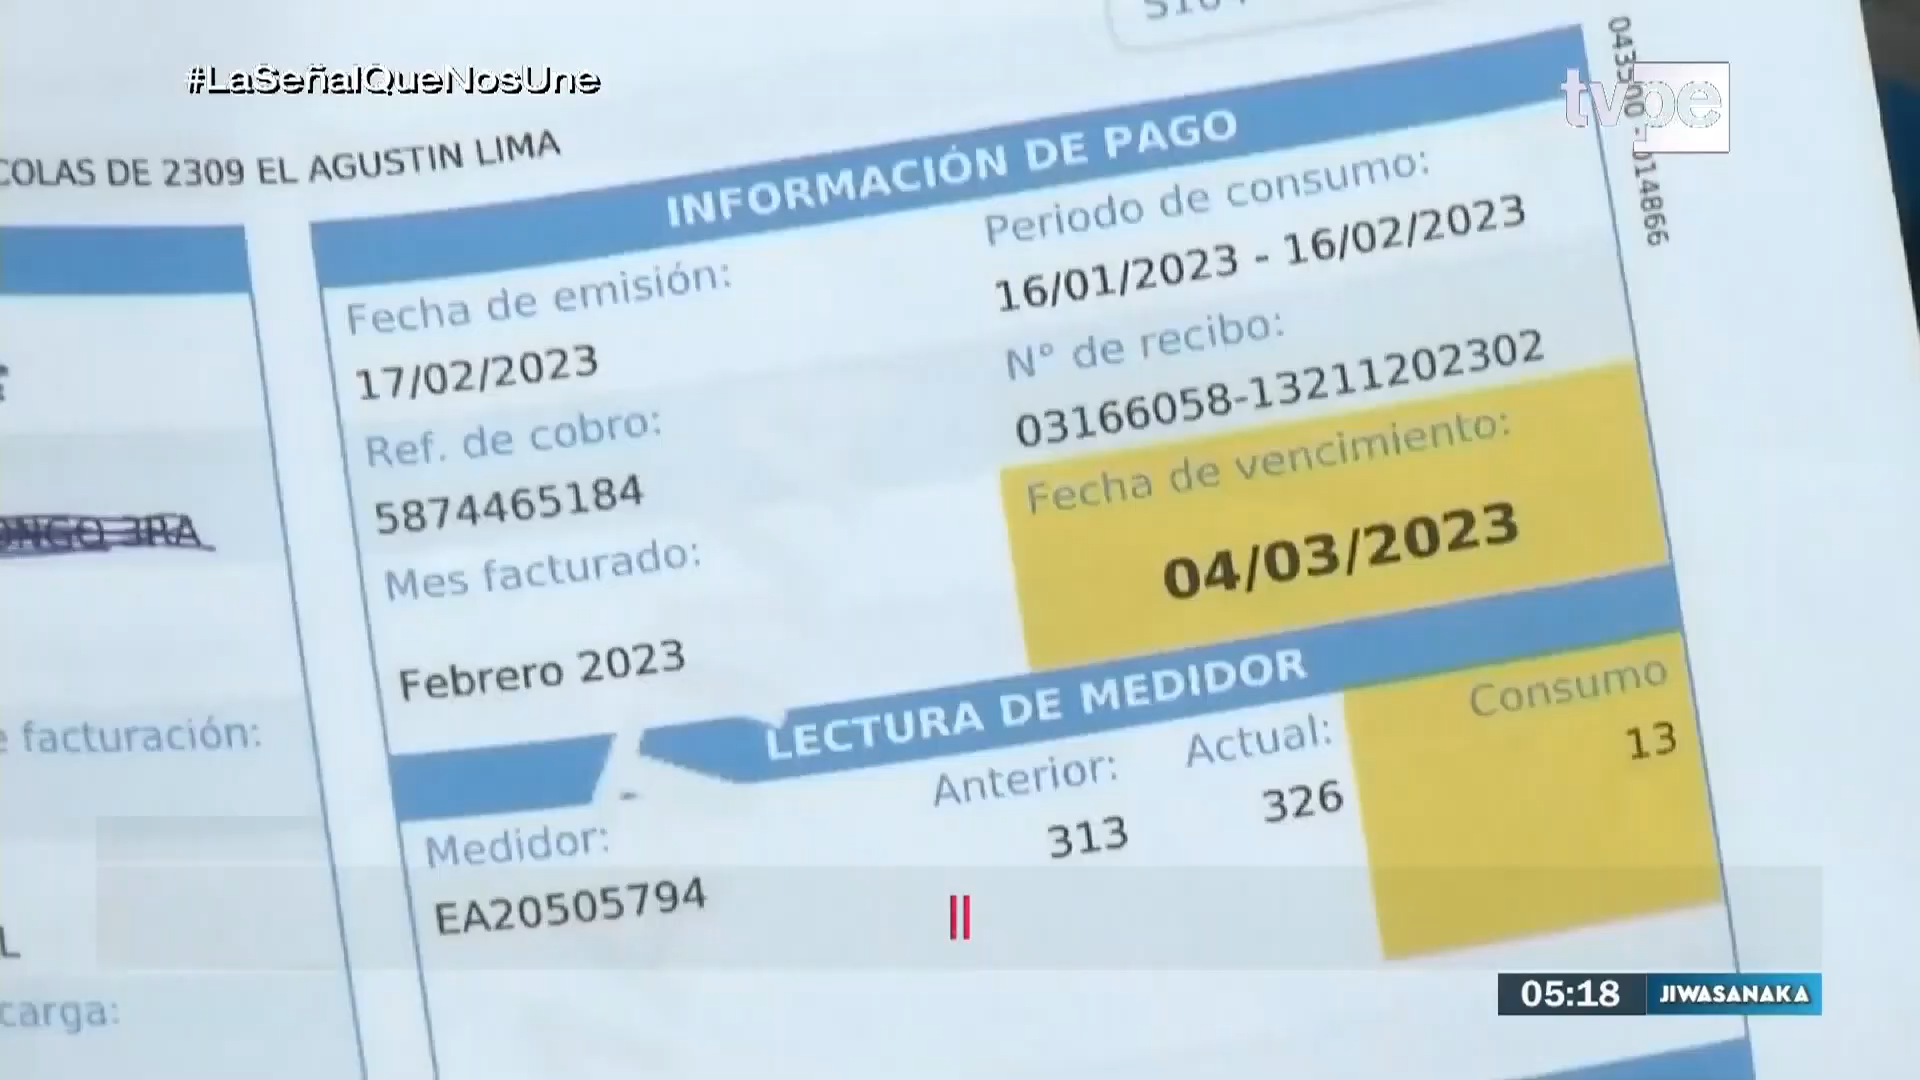 #LaSeñalQueNosUne
tvpe
COLAS DE 2309 EL AGUSTIN LIMA
INFORMACIÓN DE PAGO
Fecha de emisión:
17/02/2023
Periodo de consumo:
16/01/2023 - 16/02/2023
Ref. de cobro:
5874465184
N° de recibo:
03166058-13211202302
Mes facturado:
Febrero 2023
Fecha de vencimiento:
04/03/2023
LECTURA DE MEDIDOR
Medidor:
EA20505794
Anterior:
313
Actual:
326
Consumo
13
3RA
facturación:
L
carga:
05:18 JIWASANAKA